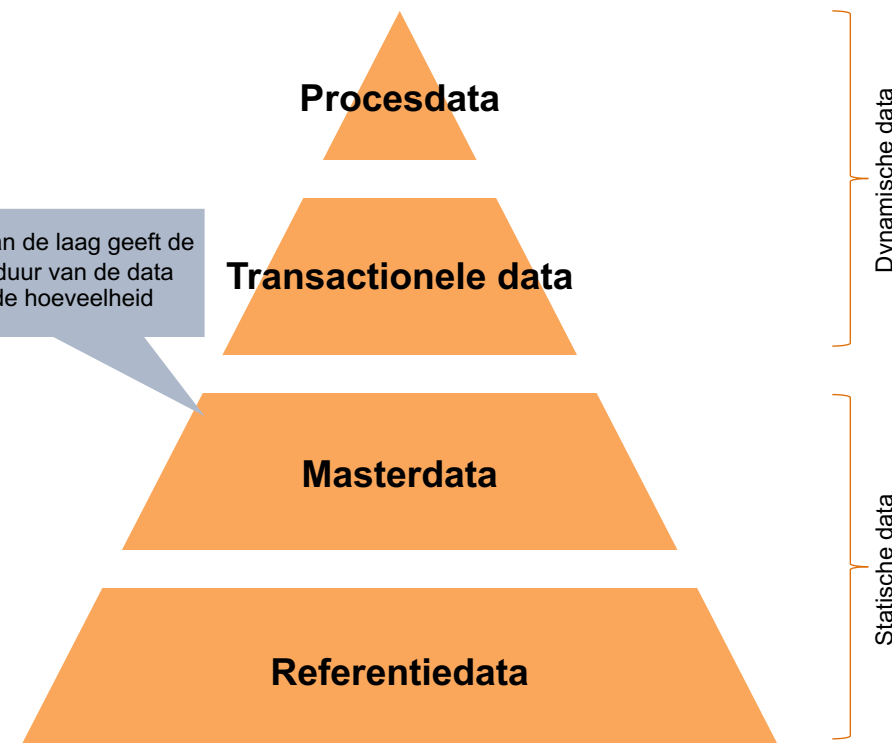 Procesdata
an de laag geeft de
duur van de data
de hoeveelheid
Transactionele data
Masterdata
Referentiedata
Dynamische data
Statische data